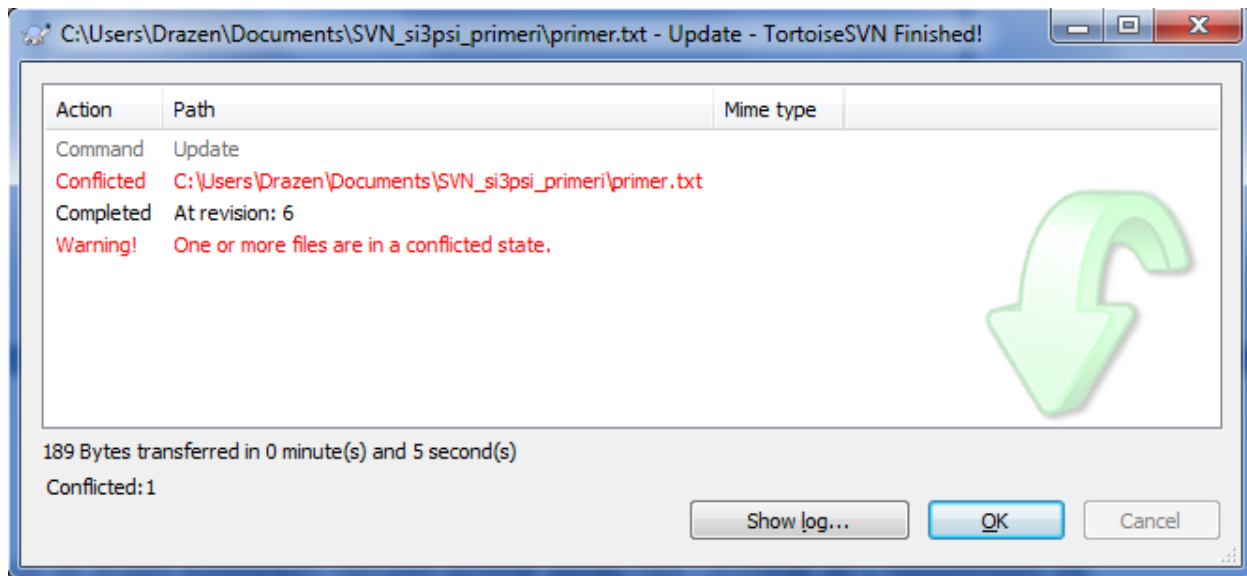 C:\Users\Drazen\Documents\SVN_si3psi_primeri\primer.txt - Update - TortoiseSVN Finished!
Action Path Mime type
Command Update
Conflicted C:\Users\Drazen\Documents\SVN_si3psi_primeri\primer.txt
Completed At revision: 6
Warning! One or more files are in a conflicted state.
189 Bytes transferred in 0 minute(s) and 5 second(s)
Conflicted:1
Show log... OK Cancel